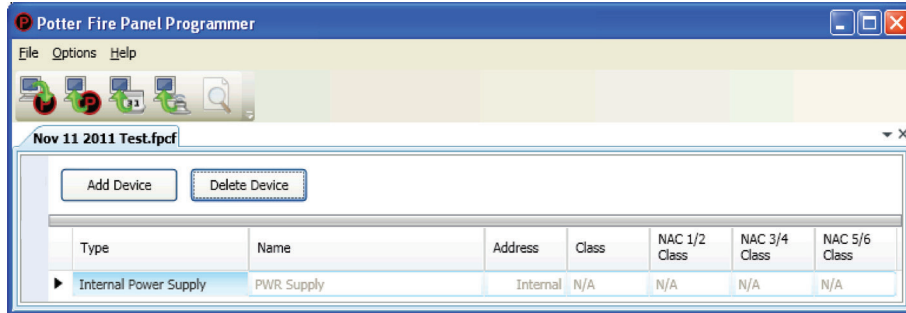 Potter Fire Panel Programmer
File Options Help
Nov 11 2011 Test.fpcf
Add Device Delete Device
Type Name Address Class NAC 1/2 Class NAC 3/4 Class NAC 5/6 Class
Internal Power Supply PWR Supply Internal N/A N/A N/A N/A